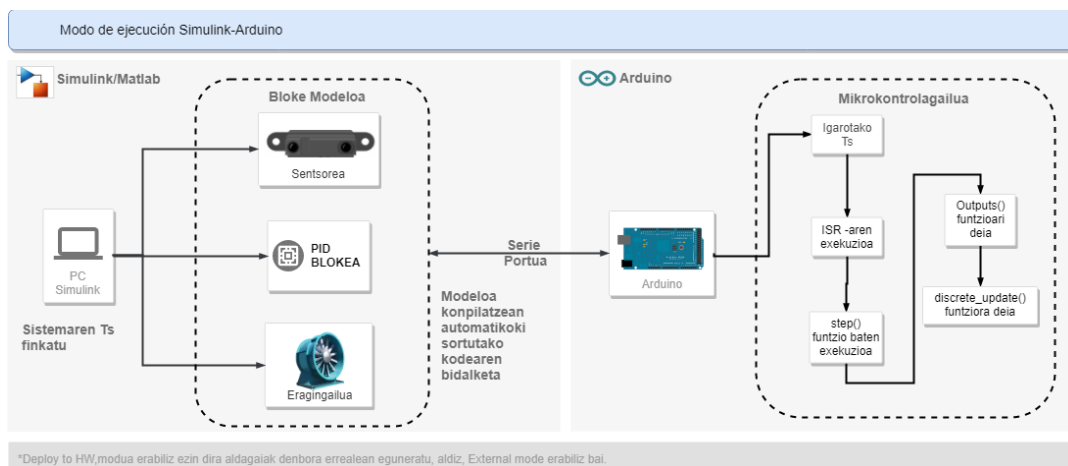 Modo de ejecución Simulink-Arduino
Simulink/Matlab
Bloke Modeloa
Sentsorea
PID
BLOKEA
Eragingailua
PC
Simulink
Sistemaren Ts
finkatu
Serie
Portua
Modeloa
konpilatzean
automatikoki
sortutako
kodearen
bidalketa
Arduino
Arduino
Mikrokontrolagailua
Igarotako
Ts
ISR -aren
exekuzioa
step()
funtzio baten
exekuzioa
Outputs()
funtzioari
deia
discrete_update()
funtziora deia
*Deploy to HW,modua erabiliz ezin dira aldagaiak denbora errealean eguneratu, aldiz, External mode erabiliz bai.